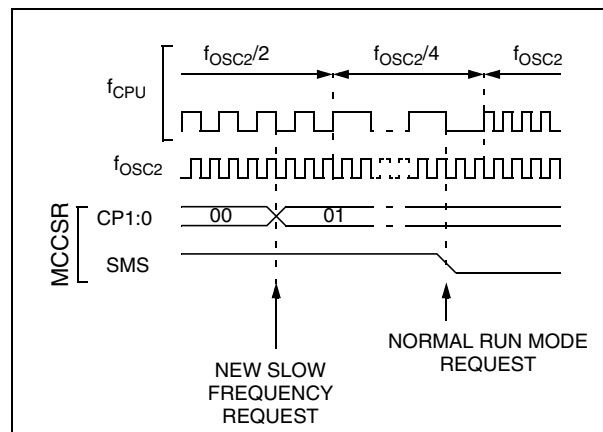 fOSC2/2 fOSC2/4 fOSC2
fCPU
fOSC2
MCCSR
CP1:0 00 01
SMS
NEW SLOW
FREQUENCY
REQUEST
NORMAL RUN MODE
REQUEST